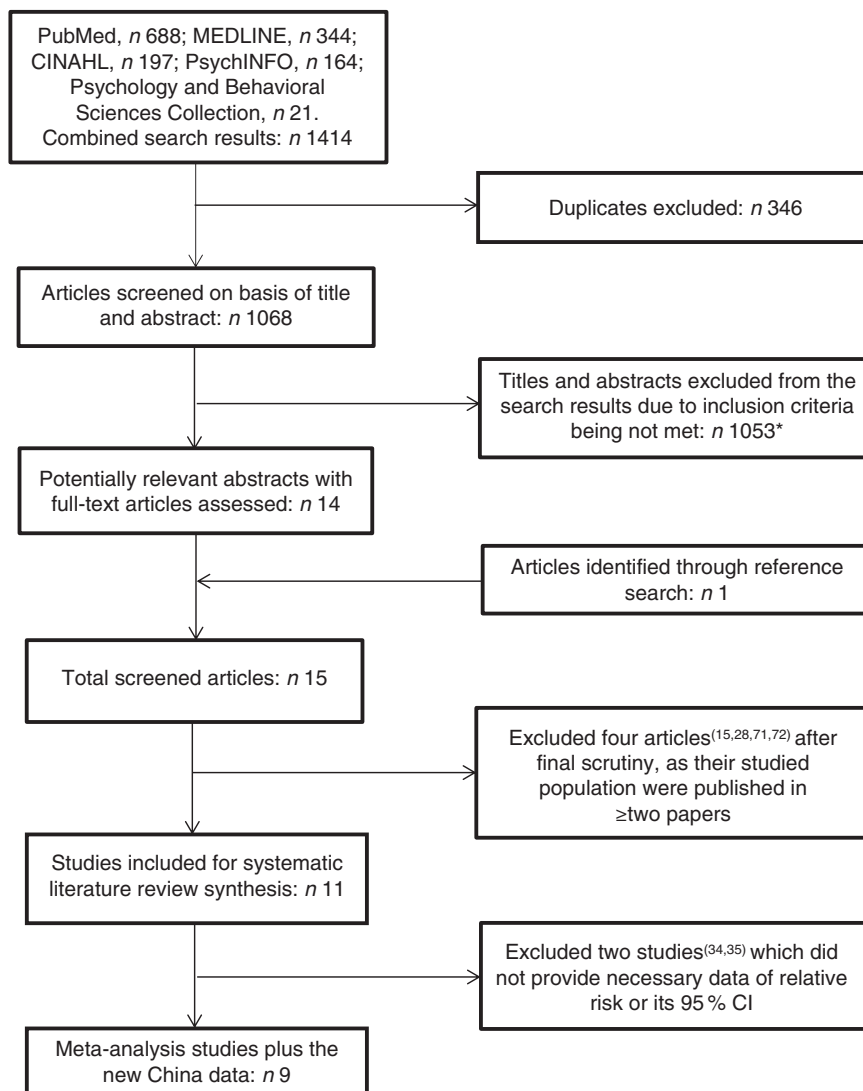 PubMed, n 688; MEDLINE, n 344;
CINAHL, n 197; PsychINFO, n 164;
Psychology and Behavioral
Sciences Collection, n 21.
Combined search results: n 1414
Duplicates excluded: n 346
Articles screened on basis of title
and abstract: n 1068
Titles and abstracts excluded from the
search results due to inclusion criteria
being not met: n 1053*
Potentially relevant abstracts with
full-text articles assessed: n 14
Articles identified through reference
search: n 1
Total screened articles: n 15
Excluded four articles(15,28,71,72) after
final scrutiny, as their studied
population were published in
≥two papers
Studies included for systematic
literature review synthesis: n 11
Excluded two studies(34,35) which did
not provide necessary data of relative
risk or its 95 % CI
Meta-analysis studies plus the
new China data: n 9